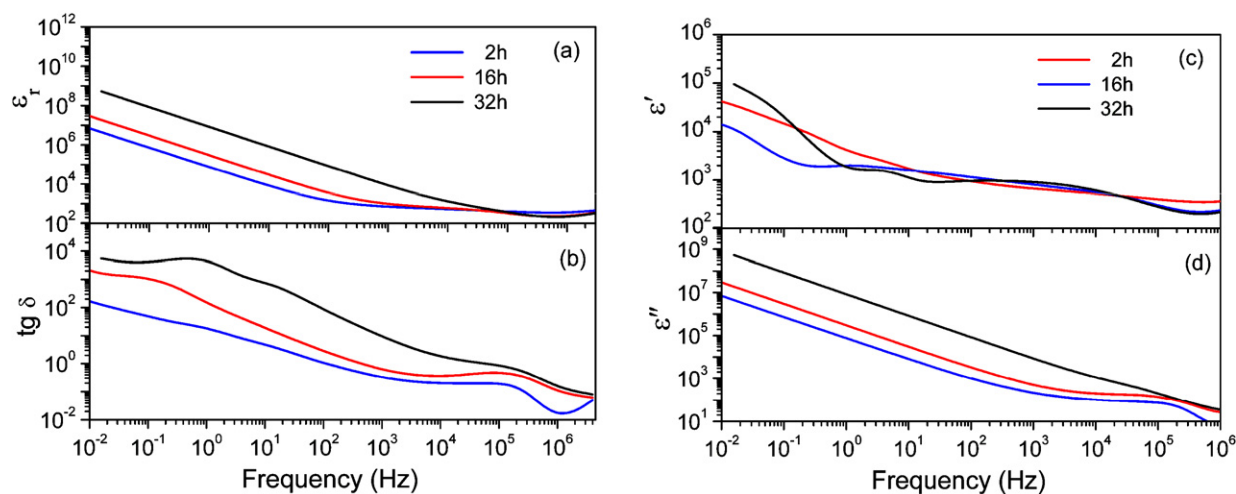 (a)
ε_r
10^12
10^10
10^8
10^6
10^4
10^2
2h
16h
32h
(b)
tg δ
10^4
10^2
10^0
10^-2
10^-2 10^-1 10^0 10^1 10^2 10^3 10^4 10^5 10^6
Frequency (Hz)
(c)
ε′
10^6
10^5
10^4
10^3
10^2
2h
16h
32h
(d)
ε″
10^9
10^7
10^5
10^3
10^1
10^-2 10^-1 10^0 10^1 10^2 10^3 10^4 10^5 10^6
Frequency (Hz)